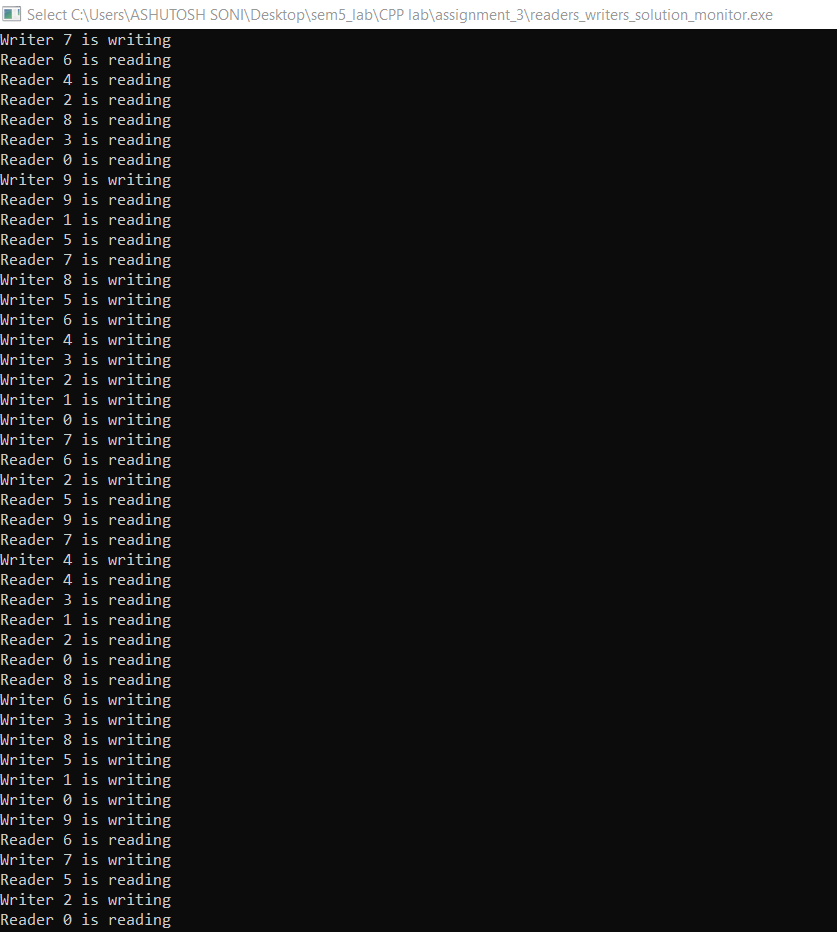 Select C:\Users\ASHUTOSH SONI\Desktop\sem5_lab\CPP lab\assignment_3\readers_writers_solution_monitor.exe
Writer 7 is writing
Reader 6 is reading
Reader 4 is reading
Reader 2 is reading
Reader 8 is reading
Reader 3 is reading
Reader 0 is reading
Writer 9 is writing
Reader 9 is reading
Reader 1 is reading
Reader 5 is reading
Reader 7 is reading
Writer 8 is writing
Writer 5 is writing
Writer 6 is writing
Writer 4 is writing
Writer 3 is writing
Writer 2 is writing
Writer 1 is writing
Writer 0 is writing
Writer 7 is writing
Reader 6 is reading
Writer 2 is writing
Reader 5 is reading
Reader 9 is reading
Reader 7 is reading
Writer 4 is writing
Reader 4 is reading
Reader 3 is reading
Reader 1 is reading
Reader 2 is reading
Reader 0 is reading
Reader 8 is reading
Writer 6 is writing
Writer 3 is writing
Writer 8 is writing
Writer 5 is writing
Writer 1 is writing
Writer 0 is writing
Writer 9 is writing
Reader 6 is reading
Writer 7 is writing
Reader 5 is reading
Writer 2 is writing
Reader 0 is reading